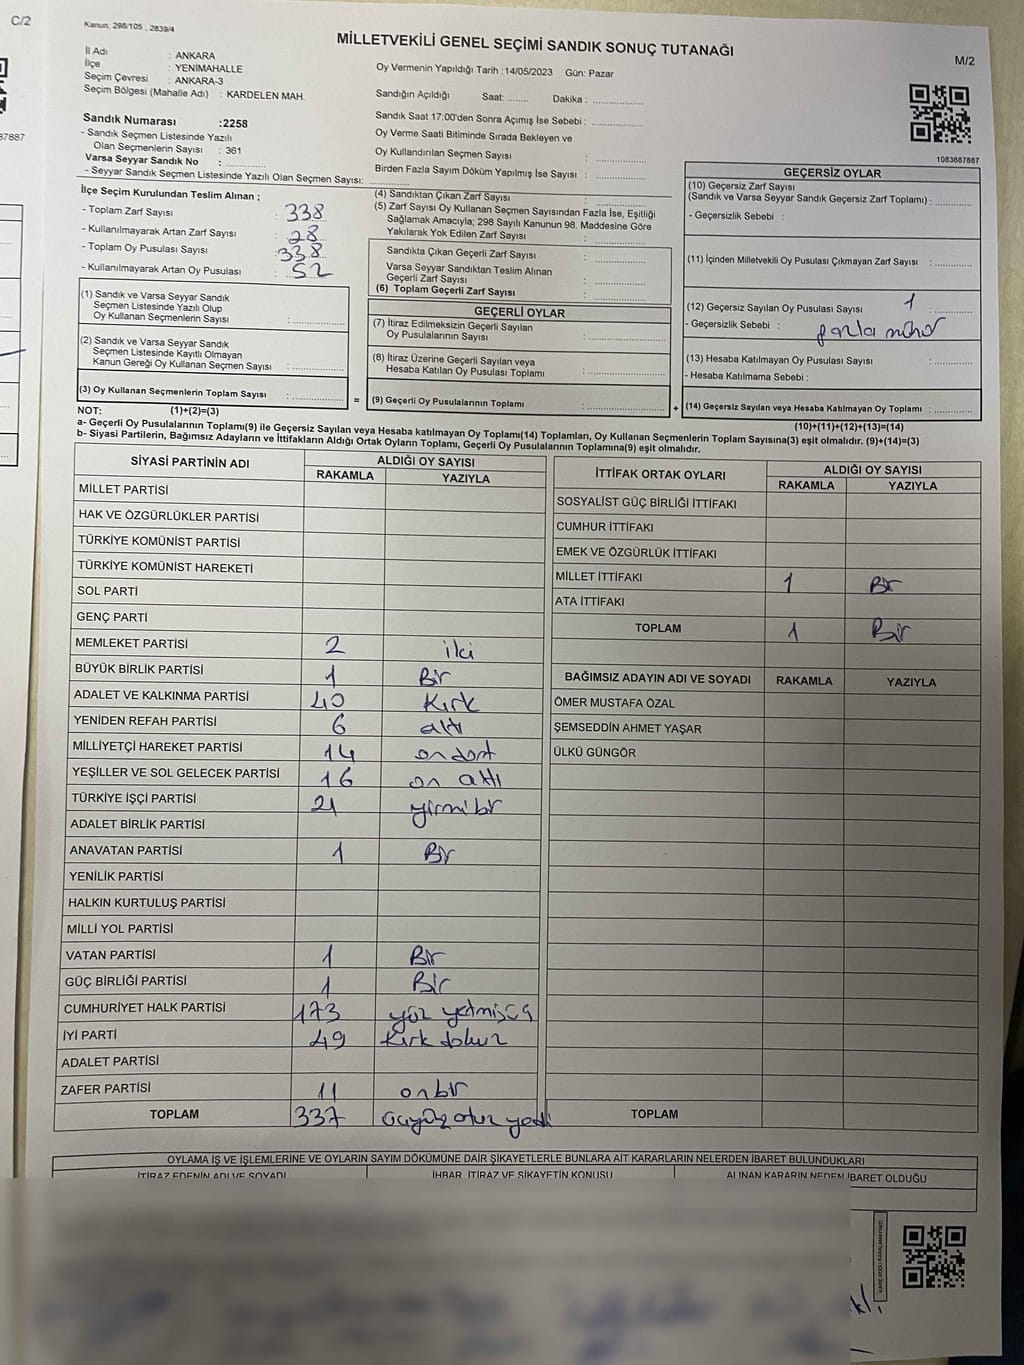 C/2
Kanun; 298/105 , 2839/4
MİLLETVEKİLİ GENEL SEÇİMİ SANDIK SONUÇ TUTANAĞI
M/2
İl Adı : ANKARA
İlçe : YENİMAHALLE
Seçim Çevresi : ANKARA-3
Seçim Bölgesi (Mahalle Adı) : KARDELEN MAH.
Oy Vermenin Yapıldığı Tarih :14/05/2023 Gün: Pazar
Sandığın Açıldığı Saat: ........ Dakika : ....................
Sandık Saat 17:00'den Sonra Açımış İse Sebebi : ....................
Oy Verme Saati Bitiminde Sırada Bekleyen ve
Oy Kullandırılan Seçmen Sayısı : ....................
Birden Fazla Sayım Döküm Yapılmış İse Sayısı : ....................
1083687887
37887
Sandık Numarası :2258
- Sandık Seçmen Listesinde Yazılı
Olan Seçmenlerin Sayısı : 361
Varsa Seyyar Sandık No : ................
- Seyyar Sandık Seçmen Listesinde Yazılı Olan Seçmen Sayısı: ................
İlçe Seçim Kurulundan Teslim Alınan ;
- Toplam Zarf Sayısı : 338
- Kullanılmayarak Artan Zarf Sayısı : 28
- Toplam Oy Pusulası Sayısı : 338
- Kullanılmayarak Artan Oy Pusulası : 52
(1) Sandık ve Varsa Seyyar Sandık
Seçmen Listesinde Yazılı Olup
Oy Kullanan Seçmenlerin Sayısı : ................
(2) Sandık ve Varsa Seyyar Sandık
Seçmen Listesinde Kayıtlı Olmayan
Kanun Gereği Oy Kullanan Seçmen Sayısı : ................
(3) Oy Kullanan Seçmenlerin Toplam Sayısı : ................ =
(1)+(2)=(3)
(4) Sandıktan Çıkan Zarf Sayısı : ................
(5) Zarf Sayısı Oy Kullanan Seçmen Sayısından Fazla İse, Eşitliği
Sağlamak Amacıyla; 298 Sayılı Kanunun 98. Maddesine Göre
Yakılarak Yok Edilen Zarf Sayısı : ................
Sandıkta Çıkan Geçerli Zarf Sayısı : ................
Varsa Seyyar Sandıktan Teslim Alınan
Geçerli Zarf Sayısı : ................
(6) Toplam Geçerli Zarf Sayısı : ................
GEÇERLİ OYLAR
(7) İtiraz Edilmeksizin Geçerli Sayılan
Oy Pusulalarının Sayısı : ................
(8) İtiraz Üzerine Geçerli Sayılan veya
Hesaba Katılan Oy Pusulası Toplamı : ................
(9) Geçerli Oy Pusulalarının Toplamı : ................ +
GEÇERSİZ OYLAR
(10) Geçersiz Zarf Sayısı
(Sandık ve Varsa Seyyar Sandık Geçersiz Zarf Toplamı) : ............
- Geçersizlik Sebebi :
(11) İçinden Milletvekili Oy Pusulası Çıkmayan Zarf Sayısı : ............
(12) Geçersiz Sayılan Oy Pusulası Sayısı : 1
- Geçersizlik Sebebi : fazla mühür
(13) Hesaba Katılmayan Oy Pusulası Sayısı : ............
- Hesaba Katılmama Sebebi :
(14) Geçersiz Sayılan veya Hesaba Katılmayan Oy Toplamı : ............
(10)+(11)+(12)+(13)=(14)
NOT:
a- Geçerli Oy Pusulalarının Toplamı(9) ile Geçersiz Sayılan veya Hesaba katılmayan Oy Toplamı(14) Toplamları, Oy Kullanan Seçmenlerin Toplam Sayısına(3) eşit olmalıdır. (9)+(14)=(3)
b- Siyasi Partilerin, Bağımsız Adayların ve İttifakların Aldığı Ortak Oyların Toplamı, Geçerli Oy Pusulalarının Toplamına(9) eşit olmalıdır.
SİYASİ PARTİNİN ADI ALDIĞI OY SAYISI
RAKAMLA YAZIYLA
MİLLET PARTİSİ
HAK VE ÖZGÜRLÜKLER PARTİSİ
TÜRKİYE KOMÜNİST PARTİSİ
TÜRKİYE KOMÜNİST HAREKETİ
SOL PARTİ
GENÇ PARTİ
MEMLEKET PARTİSİ 2 iki
BÜYÜK BİRLİK PARTİSİ 1 Bir
ADALET VE KALKINMA PARTİSİ 40 Kırk
YENİDEN REFAH PARTİSİ 6 altı
MİLLİYETÇİ HAREKET PARTİSİ 14 on dört
YEŞİLLER VE SOL GELECEK PARTİSİ 16 on altı
TÜRKİYE İŞÇİ PARTİSİ 21 yirmi bir
ADALET BİRLİK PARTİSİ
ANAVATAN PARTİSİ 1 Bir
YENİLİK PARTİSİ
HALKIN KURTULUŞ PARTİSİ
MİLLİ YOL PARTİSİ
VATAN PARTİSİ 1 Bir
GÜÇ BİRLİĞİ PARTİSİ 1 Bir
CUMHURİYET HALK PARTİSİ 173 yüz yetmiş üç
İYİ PARTİ 49 Kırk dokuz
ADALET PARTİSİ
ZAFER PARTİSİ 11 on bir
TOPLAM 337 üçyüz otuz yedi
İTTİFAK ORTAK OYLARI ALDIĞI OY SAYISI
RAKAMLA YAZIYLA
SOSYALİST GÜÇ BİRLİĞİ İTTİFAKI
CUMHUR İTTİFAKI
EMEK VE ÖZGÜRLÜK İTTİFAKI
MİLLET İTTİFAKI 1 Bir
ATA İTTİFAKI
TOPLAM 1 Bir
BAĞIMSIZ ADAYIN ADI VE SOYADI RAKAMLA YAZIYLA
ÖMER MUSTAFA ÖZAL
ŞEMSEDDİN AHMET YAŞAR
ÜLKÜ GÜNGÖR
TOPLAM
OYLAMA İŞ VE İŞLEMLERİNE VE OYLARIN SAYIM DÖKÜMÜNE DAİR ŞİKAYETLERLE BUNLARA AİT KARARLARIN NELERDEN İBARET BULUNDUKLARI
İTİRAZ EDENİN ADI VE SOYADI İHBAR, İTİRAZ VE ŞİKAYETİN KONUSU ALINAN KARARIN NEDEN İBARET OLDUĞU